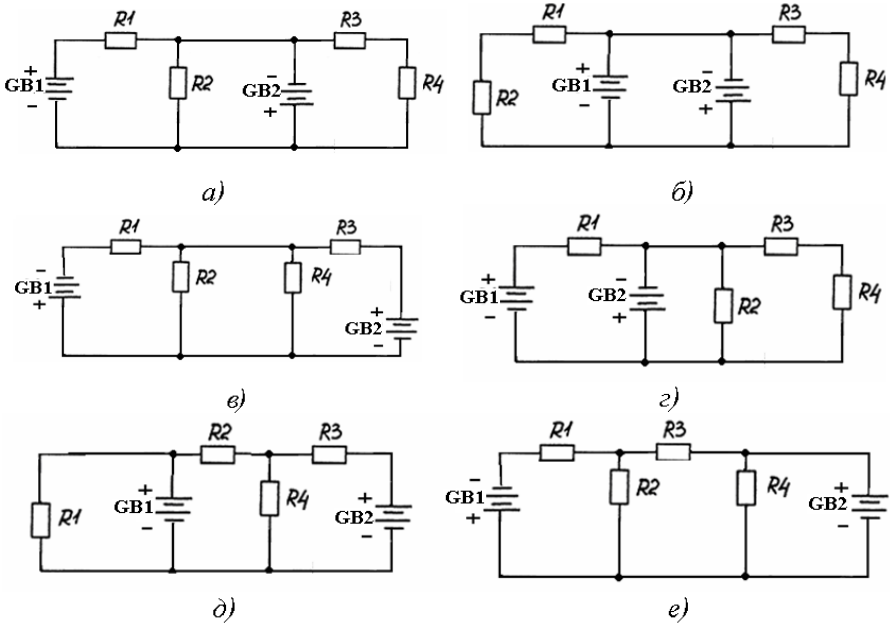 R1 R3
+ -
GB1 R2 GB2 R4
- +
а)
R1 R3
+ -
R2 GB1 GB2 R4
- +
б)
R1 R3
-
GB1 R2 R4
+ +
GB2
-
в)
R1 R3
+ -
GB1 GB2 R2 R4
- +
г)
R2 R3
+ +
R1 GB1 R4 GB2
- -
д)
R1 R3
- +
GB1 R2 R4 GB2
+ -
е)